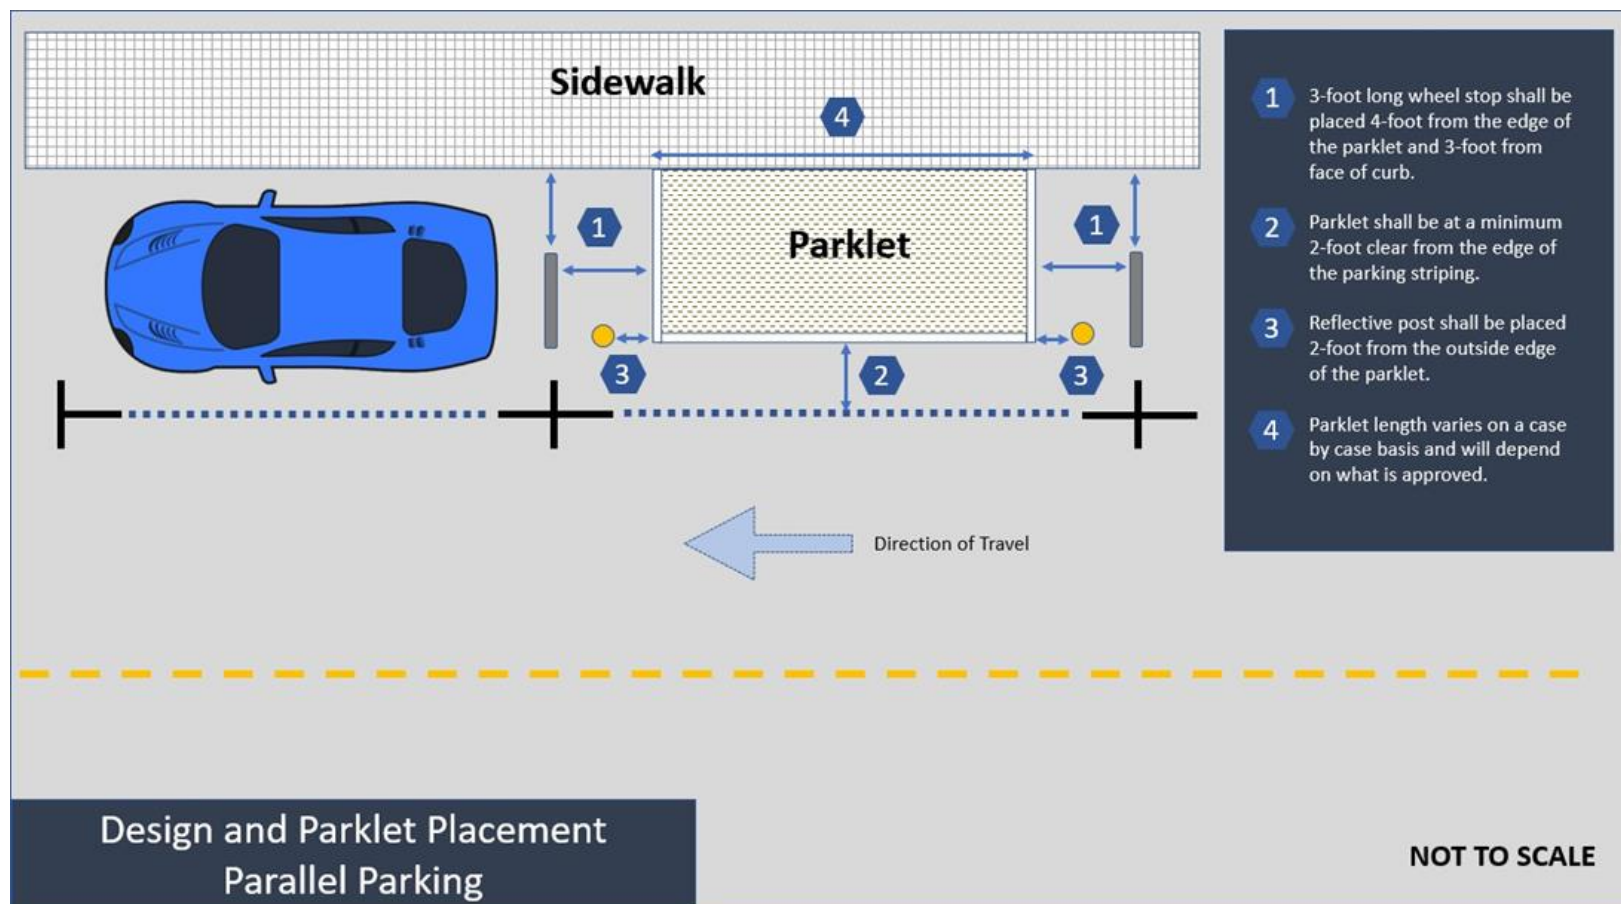 Sidewalk
4
1
1
Parklet
3
2
3
Direction of Travel
1
3-foot long wheel stop shall be
placed 4-foot from the edge of
the parklet and 3-foot from
face of curb.
2
Parklet shall be at a minimum
2-foot clear from the edge of
the parking striping.
3
Reflective post shall be placed
2-foot from the outside edge
of the parklet.
4
Parklet length varies on a case
by case basis and will depend
on what is approved.
Design and Parklet Placement
Parallel Parking
NOT TO SCALE